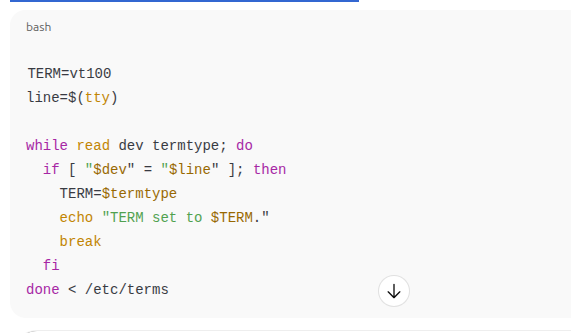 bash
TERM=vt100
line=$(tty)
while read dev termtype; do
if [ "$dev" = "$line" ]; then
TERM=$termtype
echo "TERM set to $TERM."
break
fi
done < /etc/terms